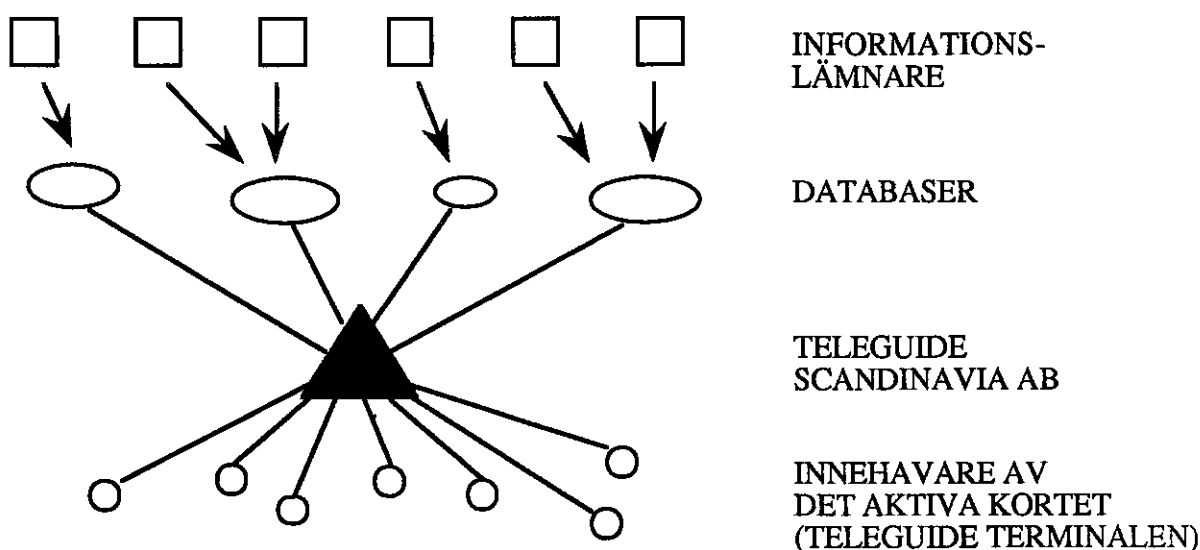 INFORMATIONS-
LÄMNARE
DATABASER
TELEGUIDE
SCANDINAVIA AB
INNEHAVARE AV
DET AKTIVA KORTET
(TELEGUIDE TERMINALEN)